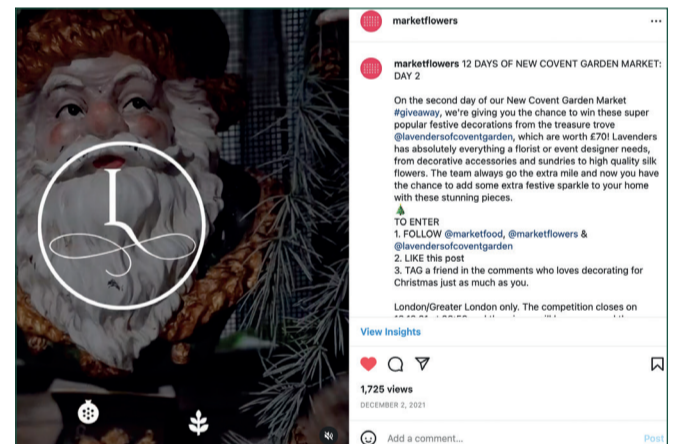 marketflowers
marketflowers 12 DAYS OF NEW COVENT GARDEN MARKET:
DAY 2
On the second day of our New Covent Garden Market
#giveaway, we're giving you the chance to win these super
popular festive decorations from the treasure trove
@lavendersofcoventgarden, which are worth £70! Lavenders
has absolutely everything a florist or event designer needs,
from decorative accessories and sundries to high quality silk
flowers. The team always go the extra mile and now you have
the chance to add some extra festive sparkle to your home
with these stunning pieces.
TO ENTER
1. FOLLOW @marketfood, @marketflowers &
@lavendersofcoventgarden
2. LIKE this post
3. TAG a friend in the comments who loves decorating for
Christmas just as much as you.
London/Greater London only. The competition closes on
View Insights
1,725 views
DECEMBER 2, 2021
Add a comment...
Post
L